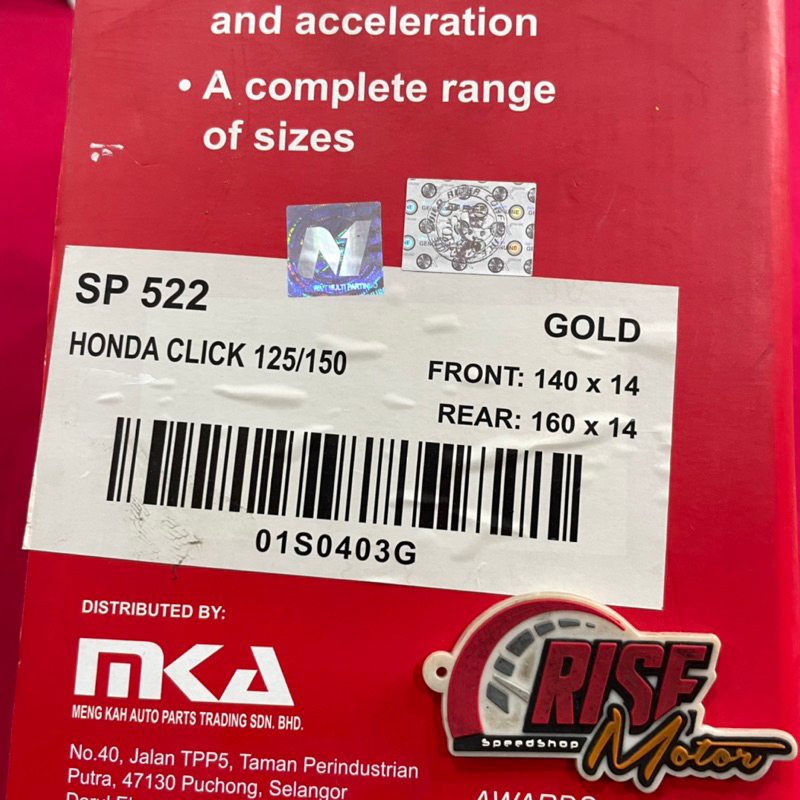 and acceleration
• A complete range
of sizes
SP 522
GOLD
HONDA CLICK 125/150
FRONT: 140 x 14
REAR: 160 x 14
01S0403G
DISTRIBUTED BY:
MKA
MENG KAH AUTO PARTS TRADING SDN. BHD.
No.40, Jalan TPP5, Taman Perindustrian
Putra, 47130 Puchong, Selangor
RISE
SPEEDSHOP
Motor